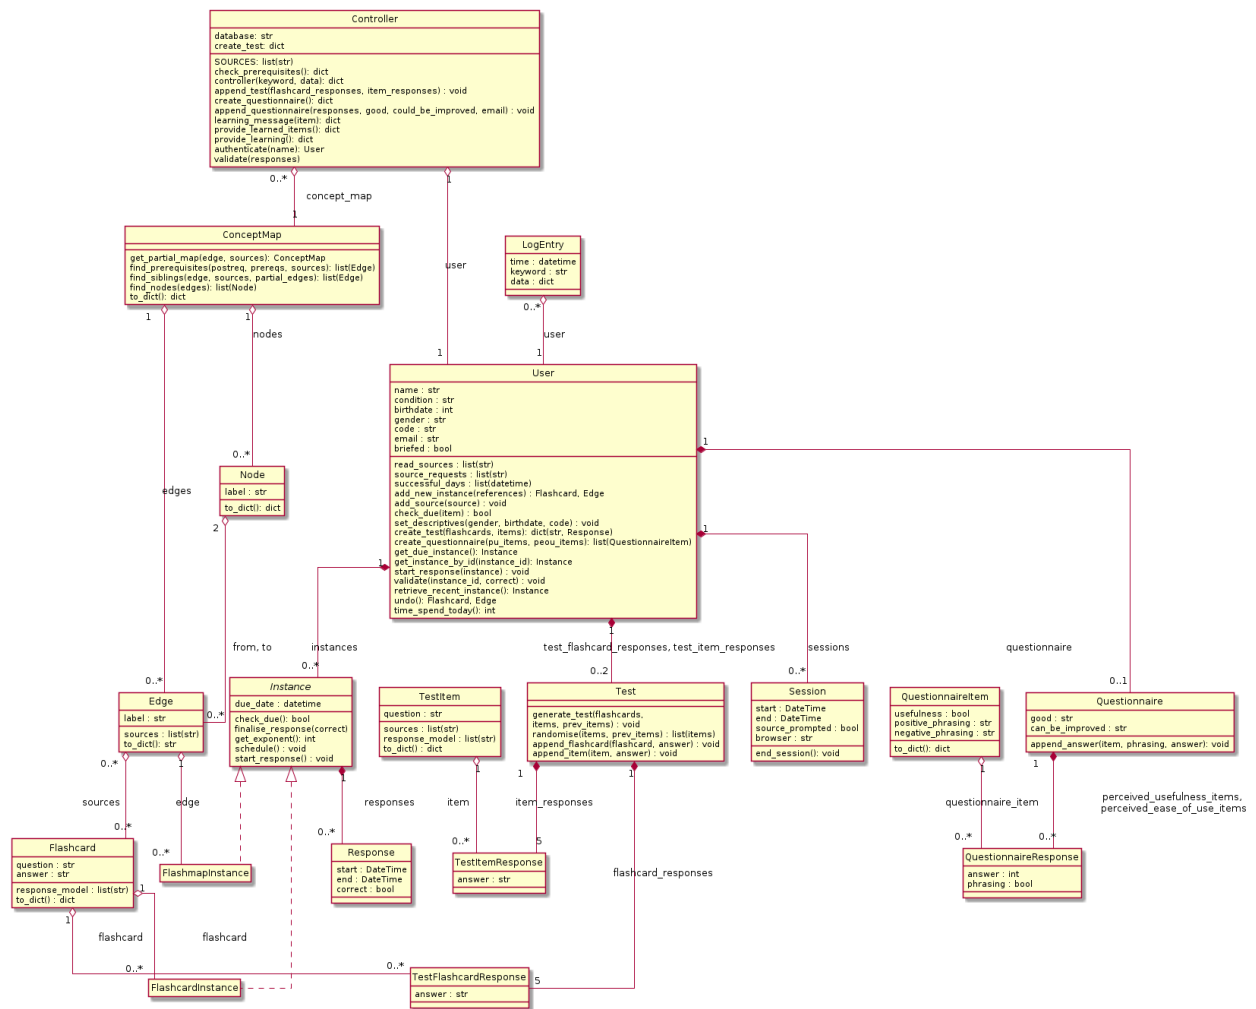 Controller
database: str
create_test: dict
SOURCES: list(str)
check_prerequisites(): dict
controller(keyword, data): dict
append_test(flashcard_responses, item_responses) : void
create_questionnaire(): dict
append_questionnaire(responses, good, could_be_improved, email) : void
learning_message(item): dict
provide_learned_items(): dict
provide_learning(): dict
authenticate(name): User
validate(responses)
0..*
1
concept_map
1
ConceptMap
get_partial_map(edge, sources): ConceptMap
find_prerequisites(postreq, prereqs, sources): list(Edge)
find_siblings(edge, sources, partial_edges): list(Edge)
find_nodes(edges): list(Node)
to_dict(): dict
LogEntry
time : datetime
keyword : str
data : dict
user
0..*
1
1
nodes
user
1
1
User
name : str
condition : str
birthdate : int
gender : str
code : str
email : str
briefed : bool
read_sources : list(str)
source_requests : list(str)
successful_days : list(datetime)
add_new_instance(references) : Flashcard, Edge
add_source(source) : void
check_due(item) : bool
set_descriptives(gender, birthdate, code) : void
create_test(flashcards, items): dict(str, Response)
create_questionnaire(pu_items, peou_items): list(QuestionnaireItem)
get_due_instance(): Instance
get_instance_by_id(instance_id): Instance
start_response(instance) : void
validate(instance_id, correct) : void
retrieve_recent_instance(): Instance
undo(): Flashcard, Edge
time_spend_today(): int
1
1
1
1
0..*
Node
label : str
to_dict(): dict
2
edges
from, to
instances
test_flashcard_responses, test_item_responses
sessions
questionnaire
0..*
0..*
0..*
0..2
0..*
0..1
Edge
label : str
sources : list(str)
to_dict(): str
Instance
due_date : datetime
check_due(): bool
finalise_response(correct)
get_exponent(): int
schedule() : void
start_response() : void
TestItem
question : str
sources : list(str)
response_model : list(str)
to_dict() : dict
Test
generate_test(flashcards,
items, prev_items) : void
randomise(items, prev_items) : list(items)
append_flashcard(flashcard, answer) : void
append_item(item, answer) : void
Session
start : DateTime
end : DateTime
source_prompted : bool
browser : str
end_session(): void
QuestionnaireItem
usefulness : bool
positive_phrasing : str
negative_phrasing : str
to_dict(): dict
Questionnaire
good : str
can_be_improved : str
append_answer(item, phrasing, answer): void
0..*
1
1
1
1
1
1
1
sources
edge
responses
item
item_responses
questionnaire_item
perceived_usefulness_items,
perceived_ease_of_use_items
0..*
0..*
0..*
0..*
5
0..*
0..*
Flashcard
question : str
answer : str
response_model : list(str)
to_dict() : dict
FlashmapInstance
Response
start : DateTime
end : DateTime
correct : bool
TestItemResponse
answer : str
flashcard_responses
QuestionnaireResponse
answer : int
phrasing : bool
1
1
flashcard
flashcard
0..*
0..*
5
FlashcardInstance
TestFlashcardResponse
answer : str